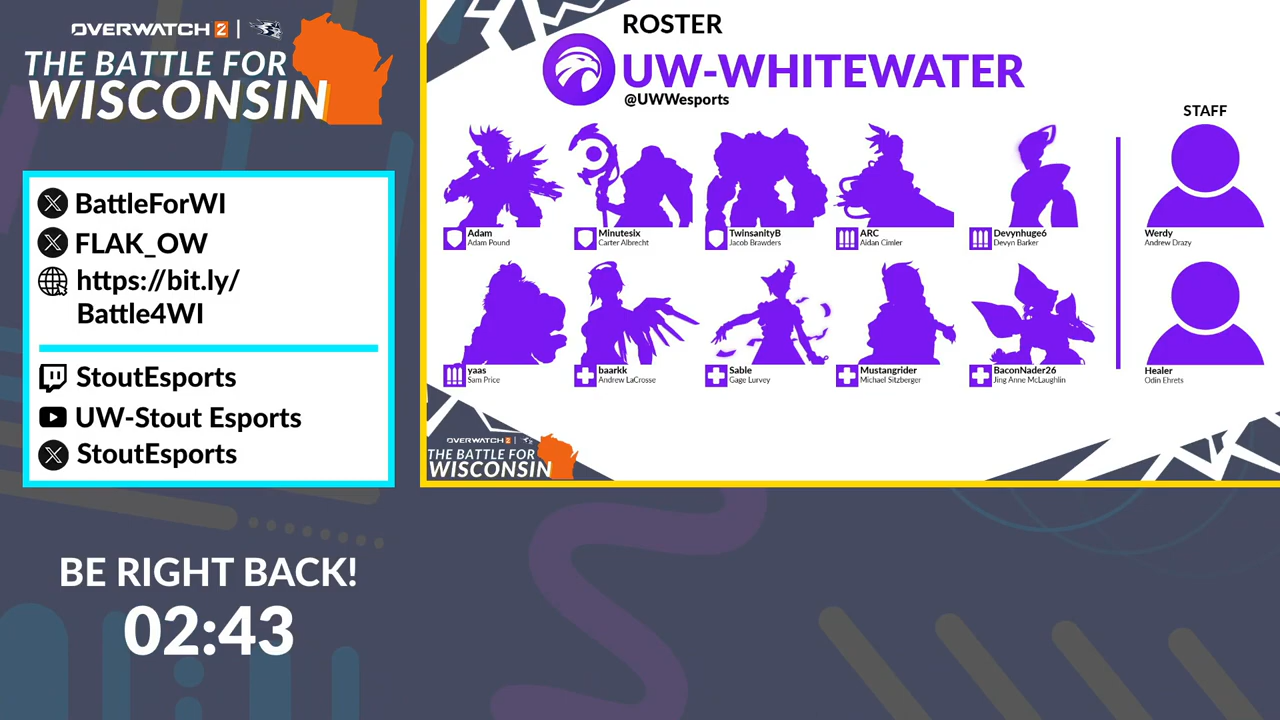 OVERWATCH 2
THE BATTLE FOR
WISCONSIN
BattleForWI
FLAK_OW
https://bit.ly/
Battle4WI
StoutEsports
UW-Stout Esports
StoutEsports
BE RIGHT BACK!
02:43
ROSTER
UW-WHITEWATER
@UWWesports
STAFF
Adam
Adam Pound
Minutesix
Carter Albrecht
TwinsanityB
Jacob Brawders
ARC
Aidan Cimler
Devynhuge6
Devyn Barker
Werdy
Andrew Drazy
yaas
Sam Price
baarkk
Andrew LaCrosse
Sable
Gage Lurvey
Mustangrider
Michael Sitzberger
BaconNader26
Jing Anne McLaughlin
Healer
Odin Ehrets
OVERWATCH 2
THE BATTLE FOR
WISCONSIN